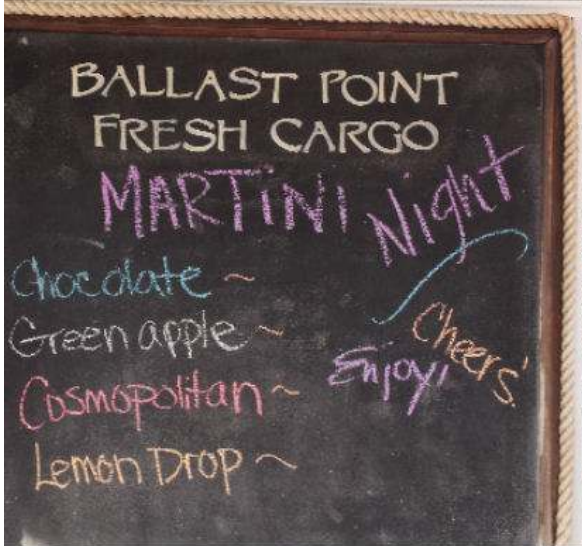 BALLAST POINT
FRESH CARGO
MARTiNi Night
Chocolate ~
Green apple ~
Cosmopolitan ~
Lemon Drop ~
Cheers!
Enjoy!